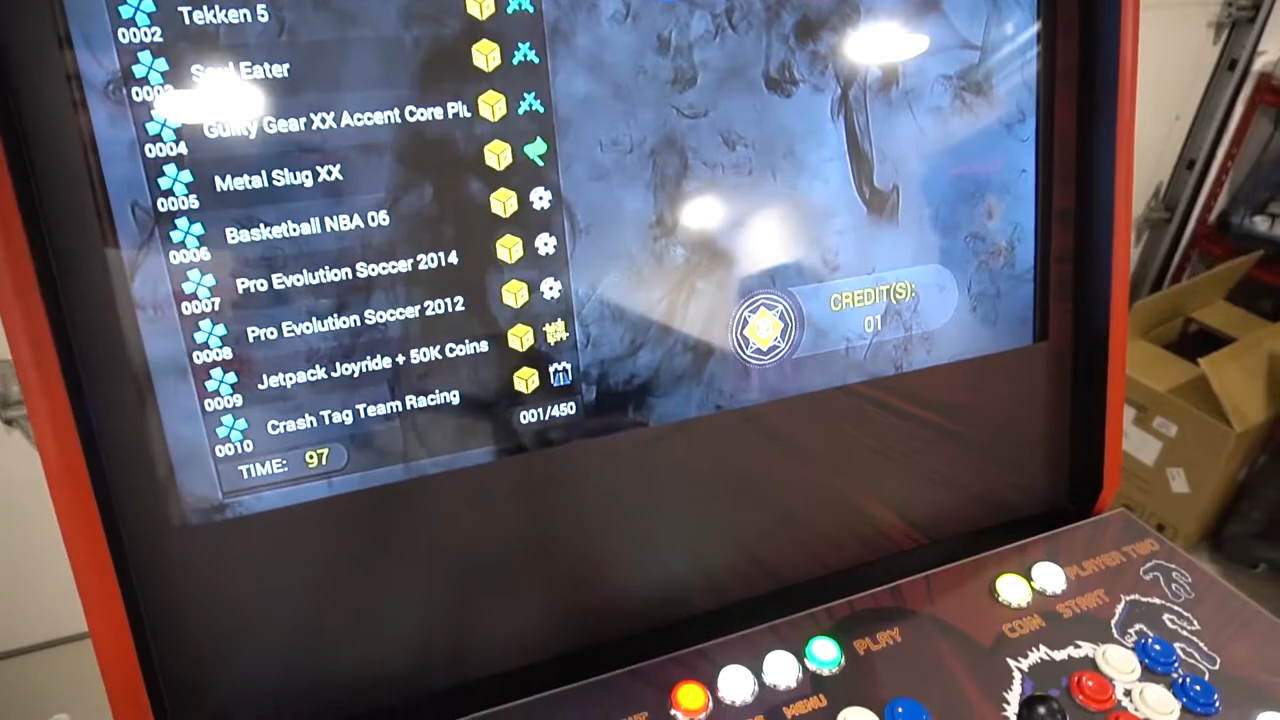 Tekken 5
0002
Soul Eater
0003
Guilty Gear XX Accent Core Plu
0004
Metal Slug XX
0005
Basketball NBA 06
0006
Pro Evolution Soccer 2014
0007
Pro Evolution Soccer 2012
0008
Jetpack Joyride + 50K Coins
0009
Crash Tag Team Racing
0010
001/450
TIME: 97
CREDIT(S):
01
PLAYER TWO
COIN START
PLAY
MENU